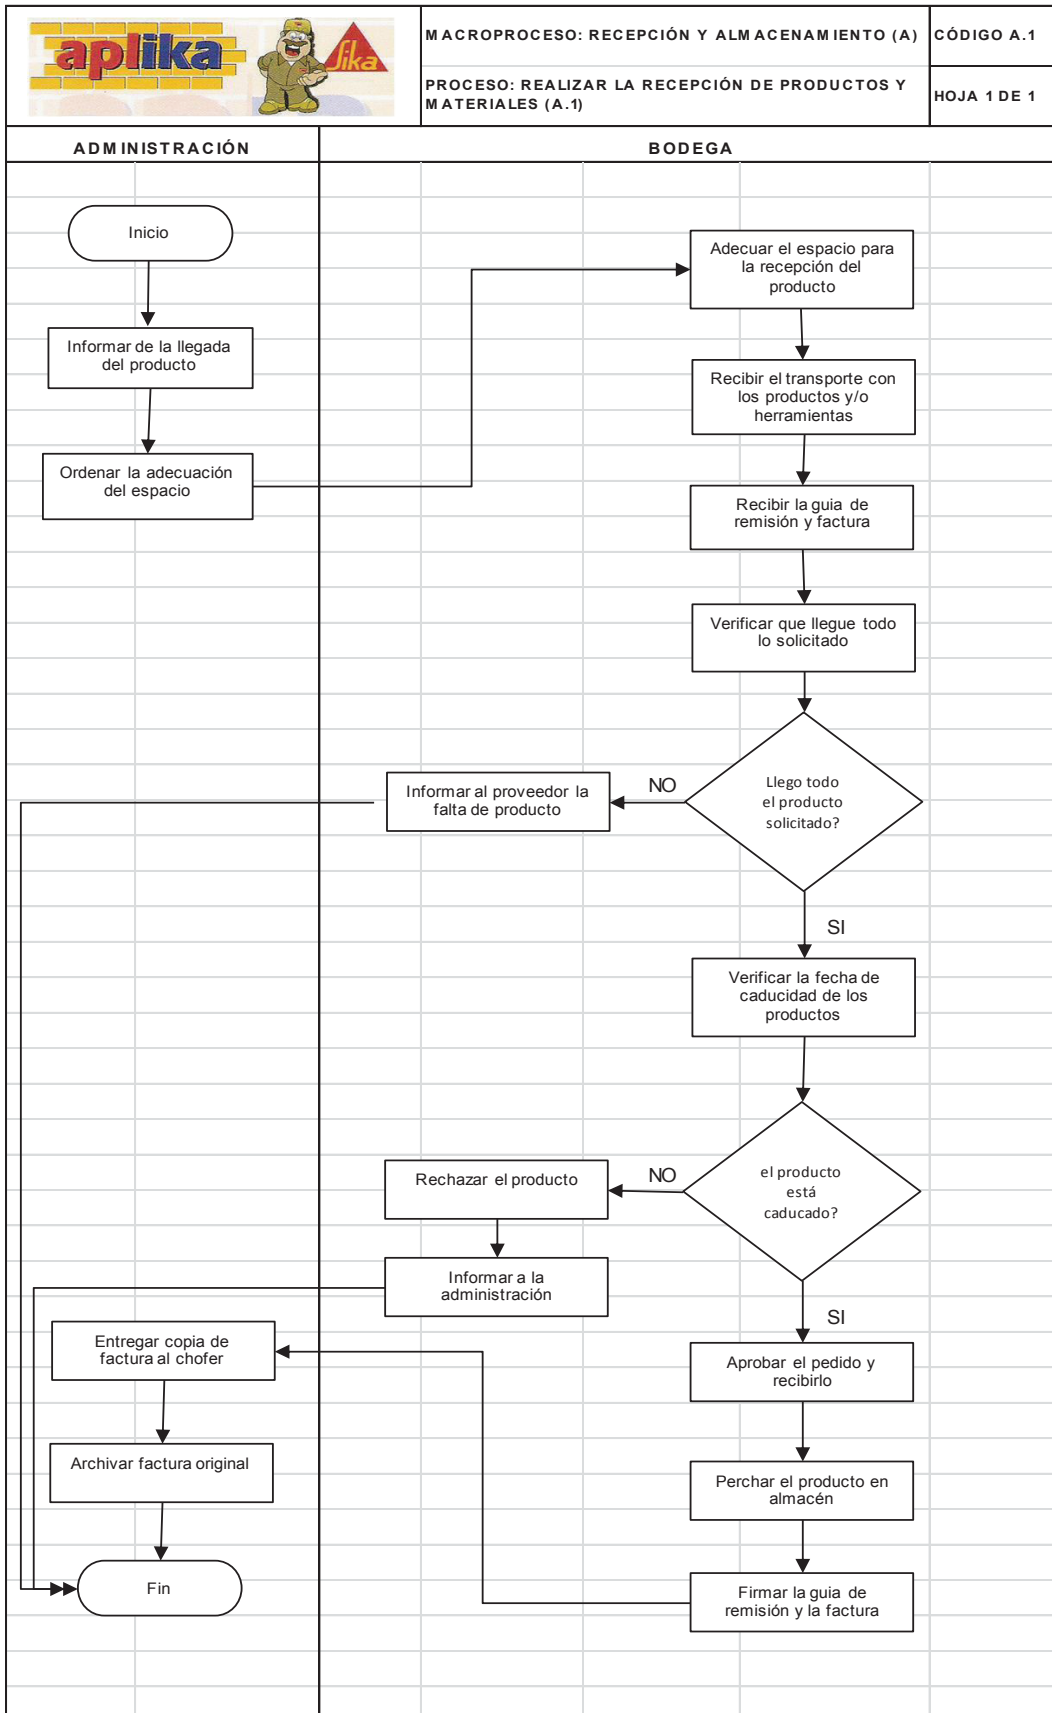 aplika
Sika
MACROPROCESO: RECEPCIÓN Y ALMACENAMIENTO (A)
CÓDIGO A.1
PROCESO: REALIZAR LA RECEPCIÓN DE PRODUCTOS Y
MATERIALES (A.1)
HOJA 1 DE 1
ADMINISTRACIÓN
BODEGA
Inicio
Informar de la llegada
del producto
Ordenar la adecuación
del espacio
Adecuar el espacio para
la recepción del
producto
Recibir el transporte con
los productos y/o
herramientas
Recibir la guia de
remisión y factura
Verificar que llegue todo
lo solicitado
Llego todo
el producto
solicitado?
NO
Informar al proveedor la
falta de producto
SI
Verificar la fecha de
caducidad de los
productos
el producto
está
caducado?
NO
Rechazar el producto
Informar a la
administración
SI
Aprobar el pedido y
recibirlo
Perchar el producto en
almacén
Firmar la guia de
remisión y la factura
Entregar copia de
factura al chofer
Archivar factura original
Fin